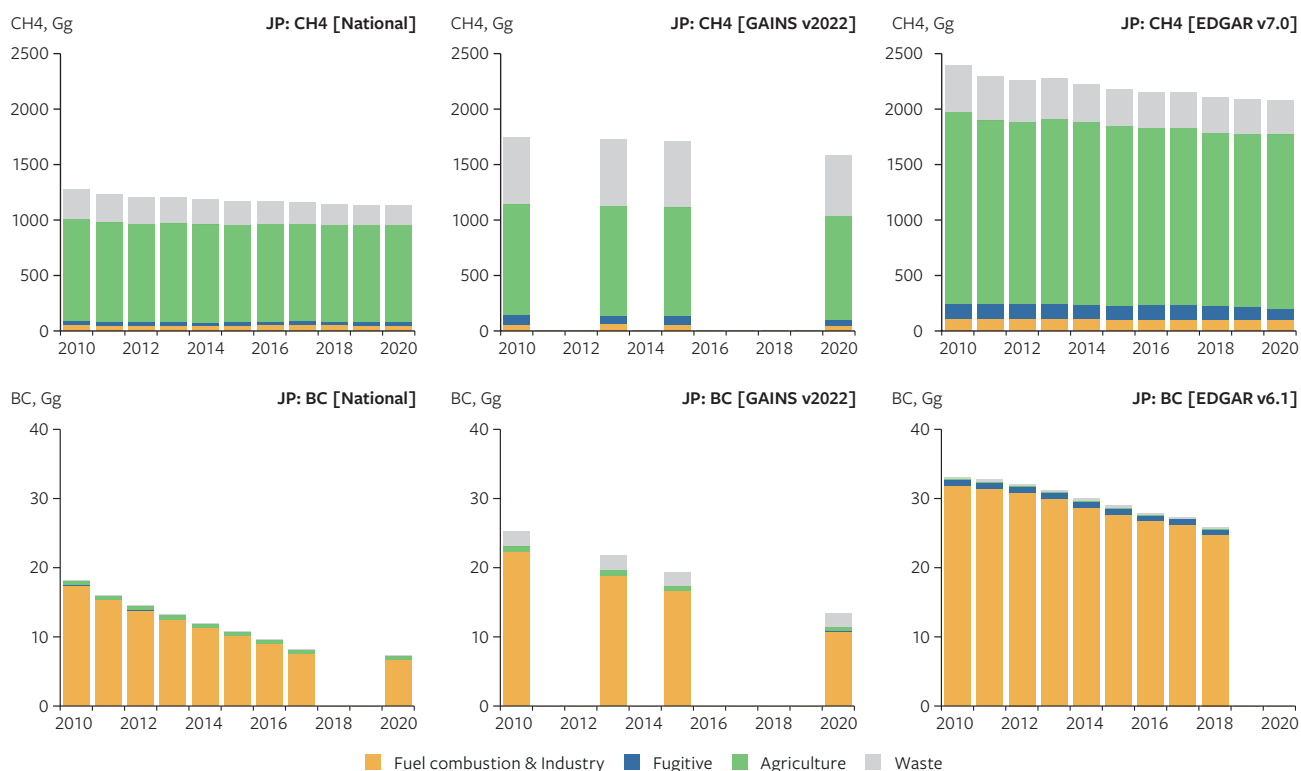 CH4, Gg JP: CH4 [National]
2500
2000
1500
1000
500
0
2010 2012 2014 2016 2018 2020
CH4, Gg JP: CH4 [GAINS v2022]
2500
2000
1500
1000
500
0
2010 2012 2014 2016 2018 2020
CH4, Gg JP: CH4 [EDGAR v7.0]
2500
2000
1500
1000
500
0
2010 2012 2014 2016 2018 2020
BC, Gg JP: BC [National]
40
30
20
10
0
2010 2012 2014 2016 2018 2020
BC, Gg JP: BC [GAINS v2022]
40
30
20
10
0
2010 2012 2014 2016 2018 2020
BC, Gg JP: BC [EDGAR v6.1]
40
30
20
10
0
2010 2012 2014 2016 2018 2020
Fuel combustion & Industry Fugitive Agriculture Waste